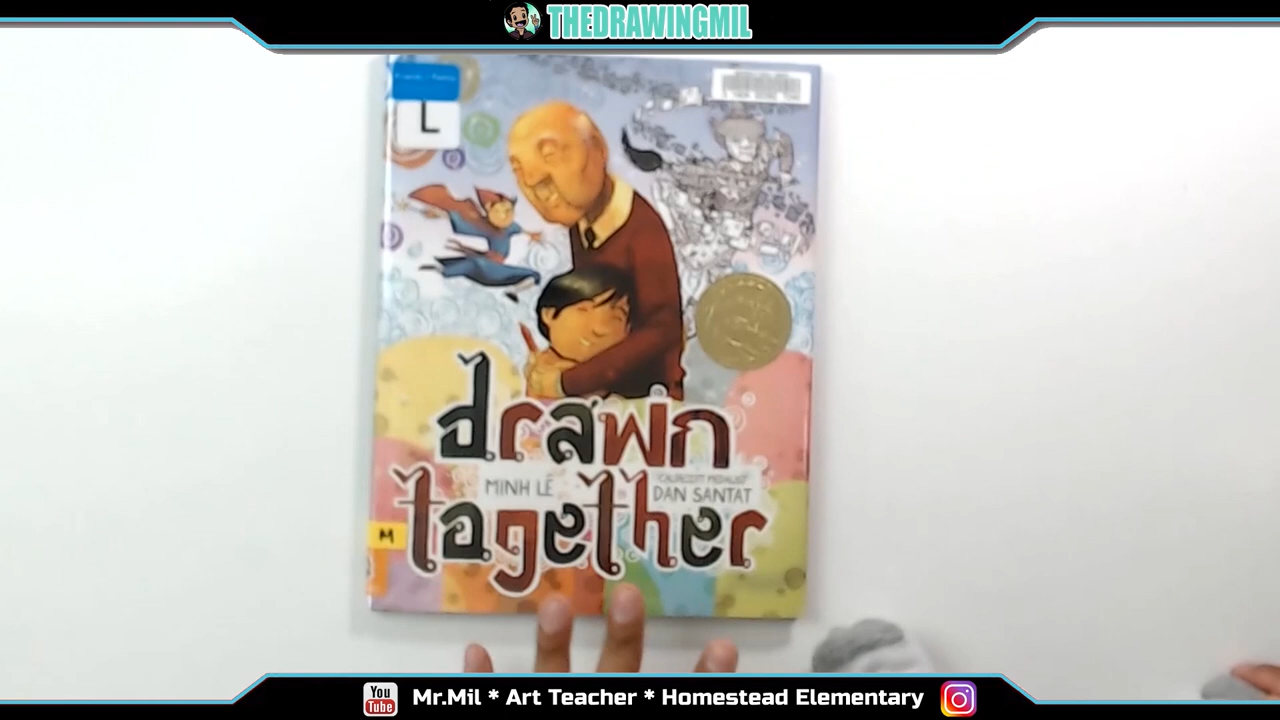 THEDRAWINGMIL
L
drawn
MINH LÊ
CALDECOTT MEDALIST
DAN SANTAT
together
M
You
Tube
Mr.Mil * Art Teacher * Homestead Elementary